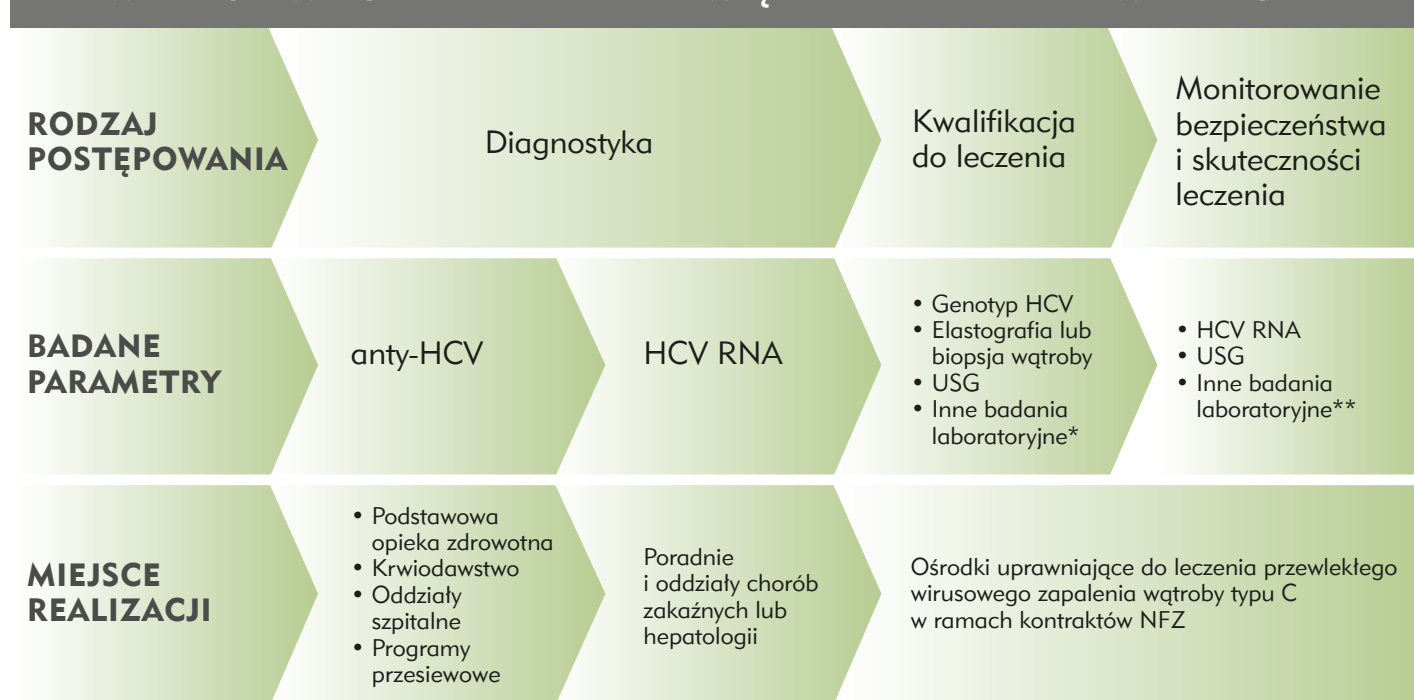 RODZAJ
POSTĘPOWANIA
Diagnostyka
Kwalifikacja
do leczenia
Monitorowanie
bezpieczeństwa
i skuteczności
leczenia
BADANE
PARAMETRY
anty-HCV
HCV RNA
• Genotyp HCV
• Elastografia lub
biopsja wątroby
• USG
• Inne badania
laboratoryjne*
• HCV RNA
• USG
• Inne badania
laboratoryjne**
MIEJSCE
REALIZACJI
• Podstawowa
opieka zdrowotna
• Krwiodawstwo
• Oddziały
szpitalne
• Programy
przesiewowe
Poradnie
i oddziały chorób
zakaźnych lub
hepatologii
Ośrodki uprawniające do leczenia przewlekłego
wirusowego zapalenia wątroby typu C
w ramach kontraktów NFZ